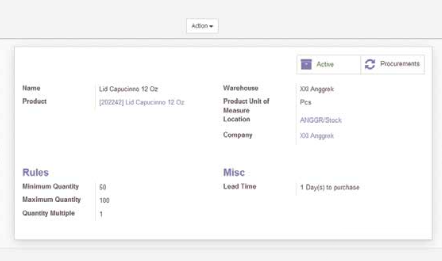 Action
Active
Procurements
Name Lid Capucinno 12 Oz
Product [202242] Lid Capucinno 12 Oz
Warehouse XXI Anggrek
Product Unit of Measure Pcs
Location ANGGR/Stock
Company XXI Anggrek
Rules
Minimum Quantity 50
Maximum Quantity 100
Quantity Multiple 1
Misc
Lead Time 1 Day(s) to purchase